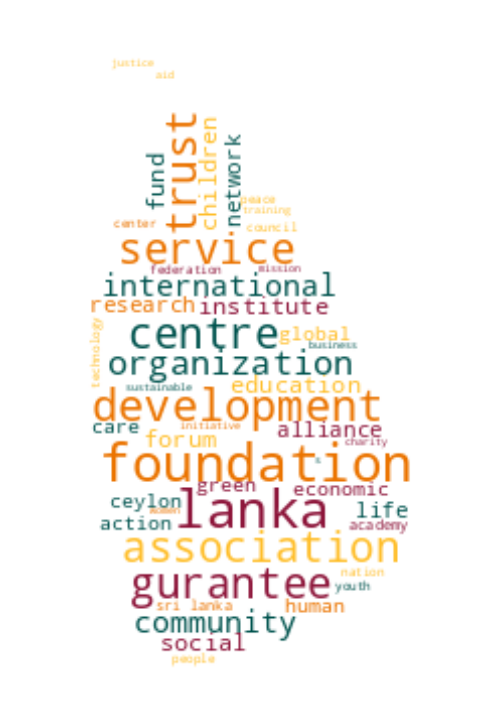 justice
aid
trust
children
network
fund
peace
training
center
council
service
federation
mission
international
research
institute
centre
global
business
technology
organization
sustainable
education
development
care
initiative
alliance
forum
charity
foundation
s
green
economic
ceylon
lanka
women
life
action
academy
association
gurantee
nation
youth
sri lanka
human
community
social
people